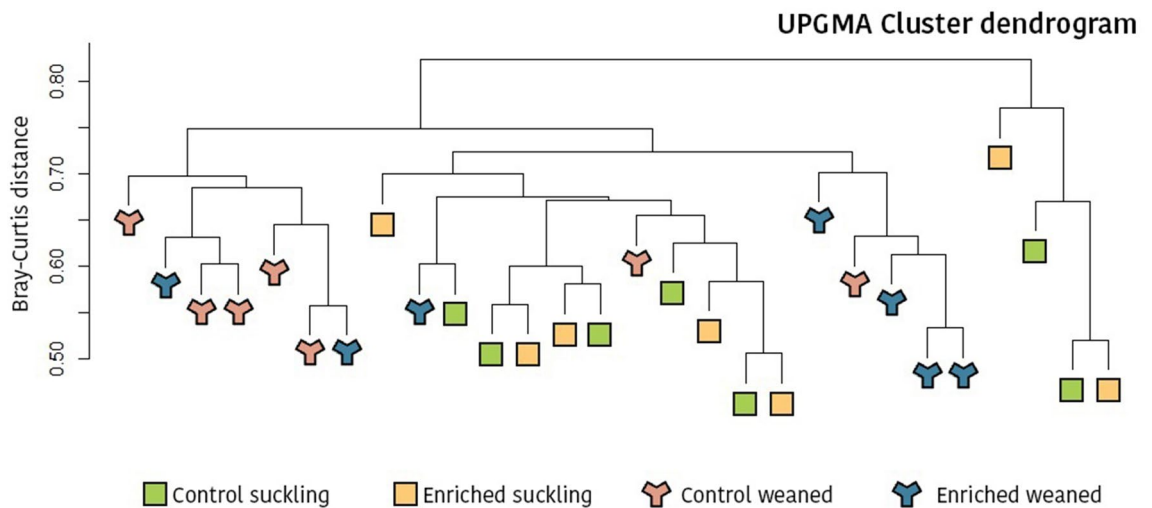 UPGMA Cluster dendrogram
Bray-Curtis distance
0.80
0.70
0.60
0.50
Control suckling
Enriched suckling
Control weaned
Enriched weaned